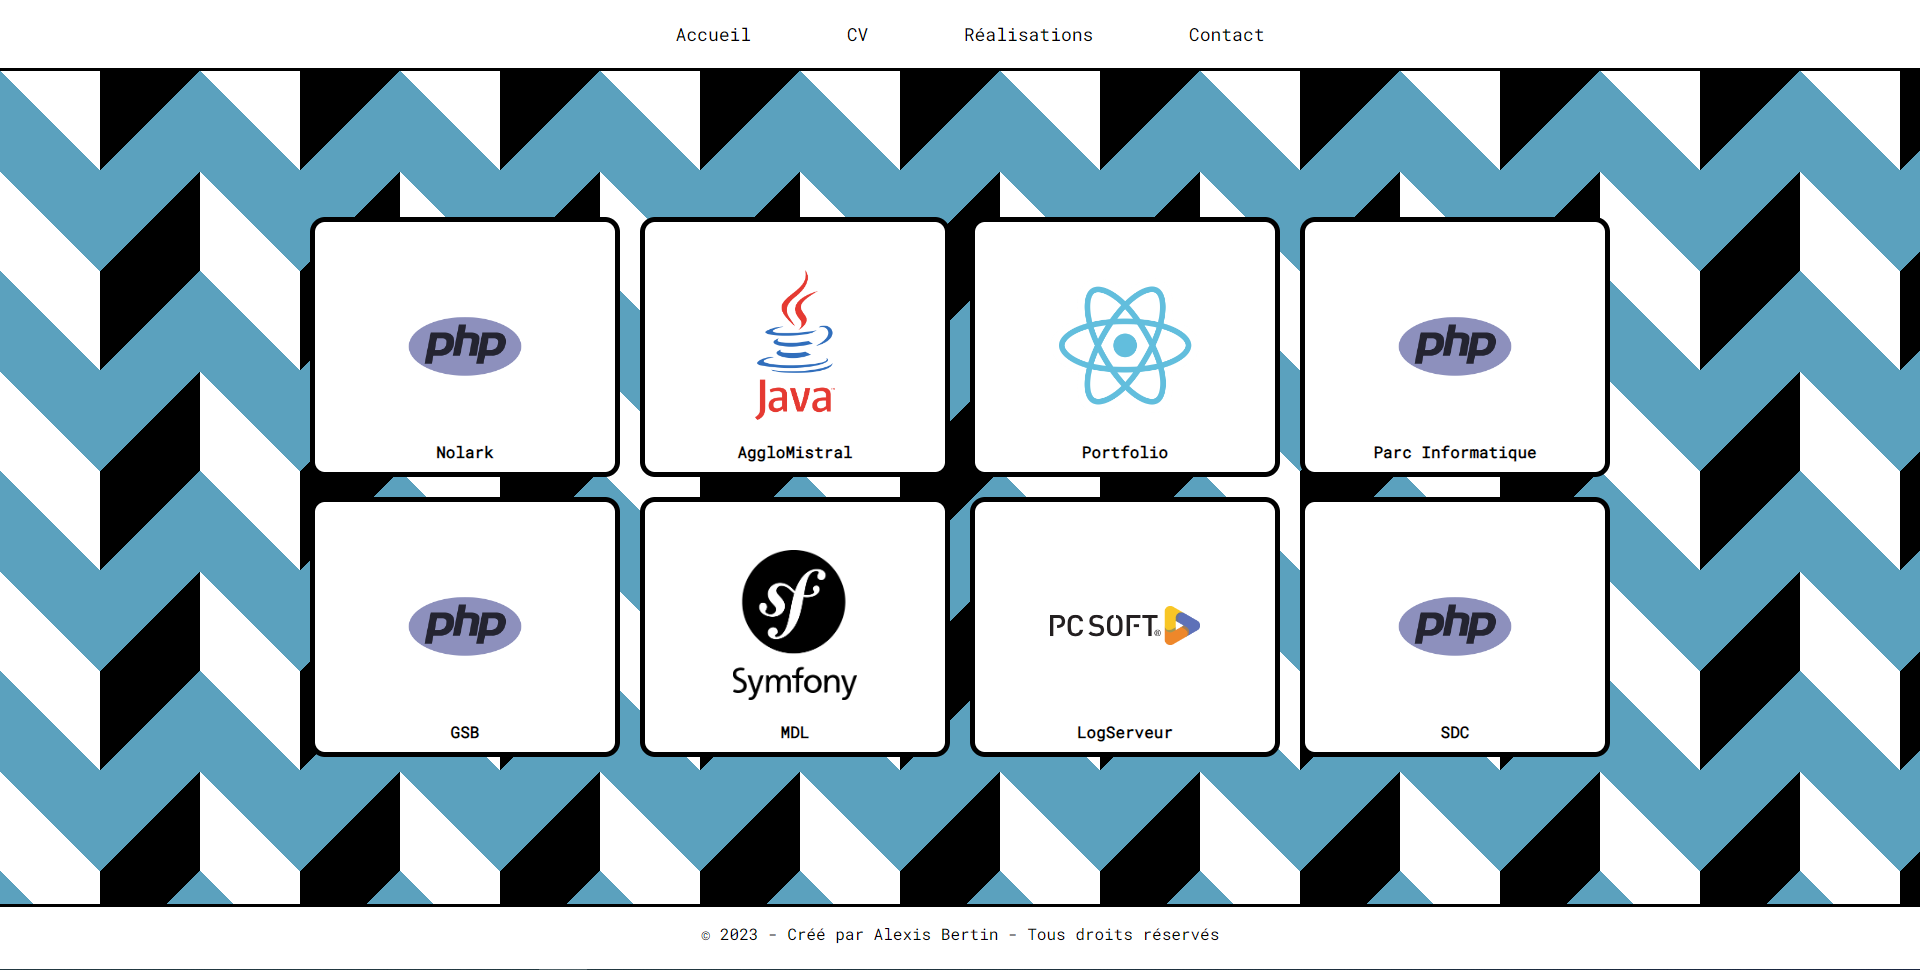 Accueil CV Réalisations Contact
php Java php
Nolark AggloMistral Portfolio Parc Informatique
php sf Symfony PC SOFT® php
GSB MDL LogServeur SDC
© 2023 - Créé par Alexis Bertin - Tous droits réservés